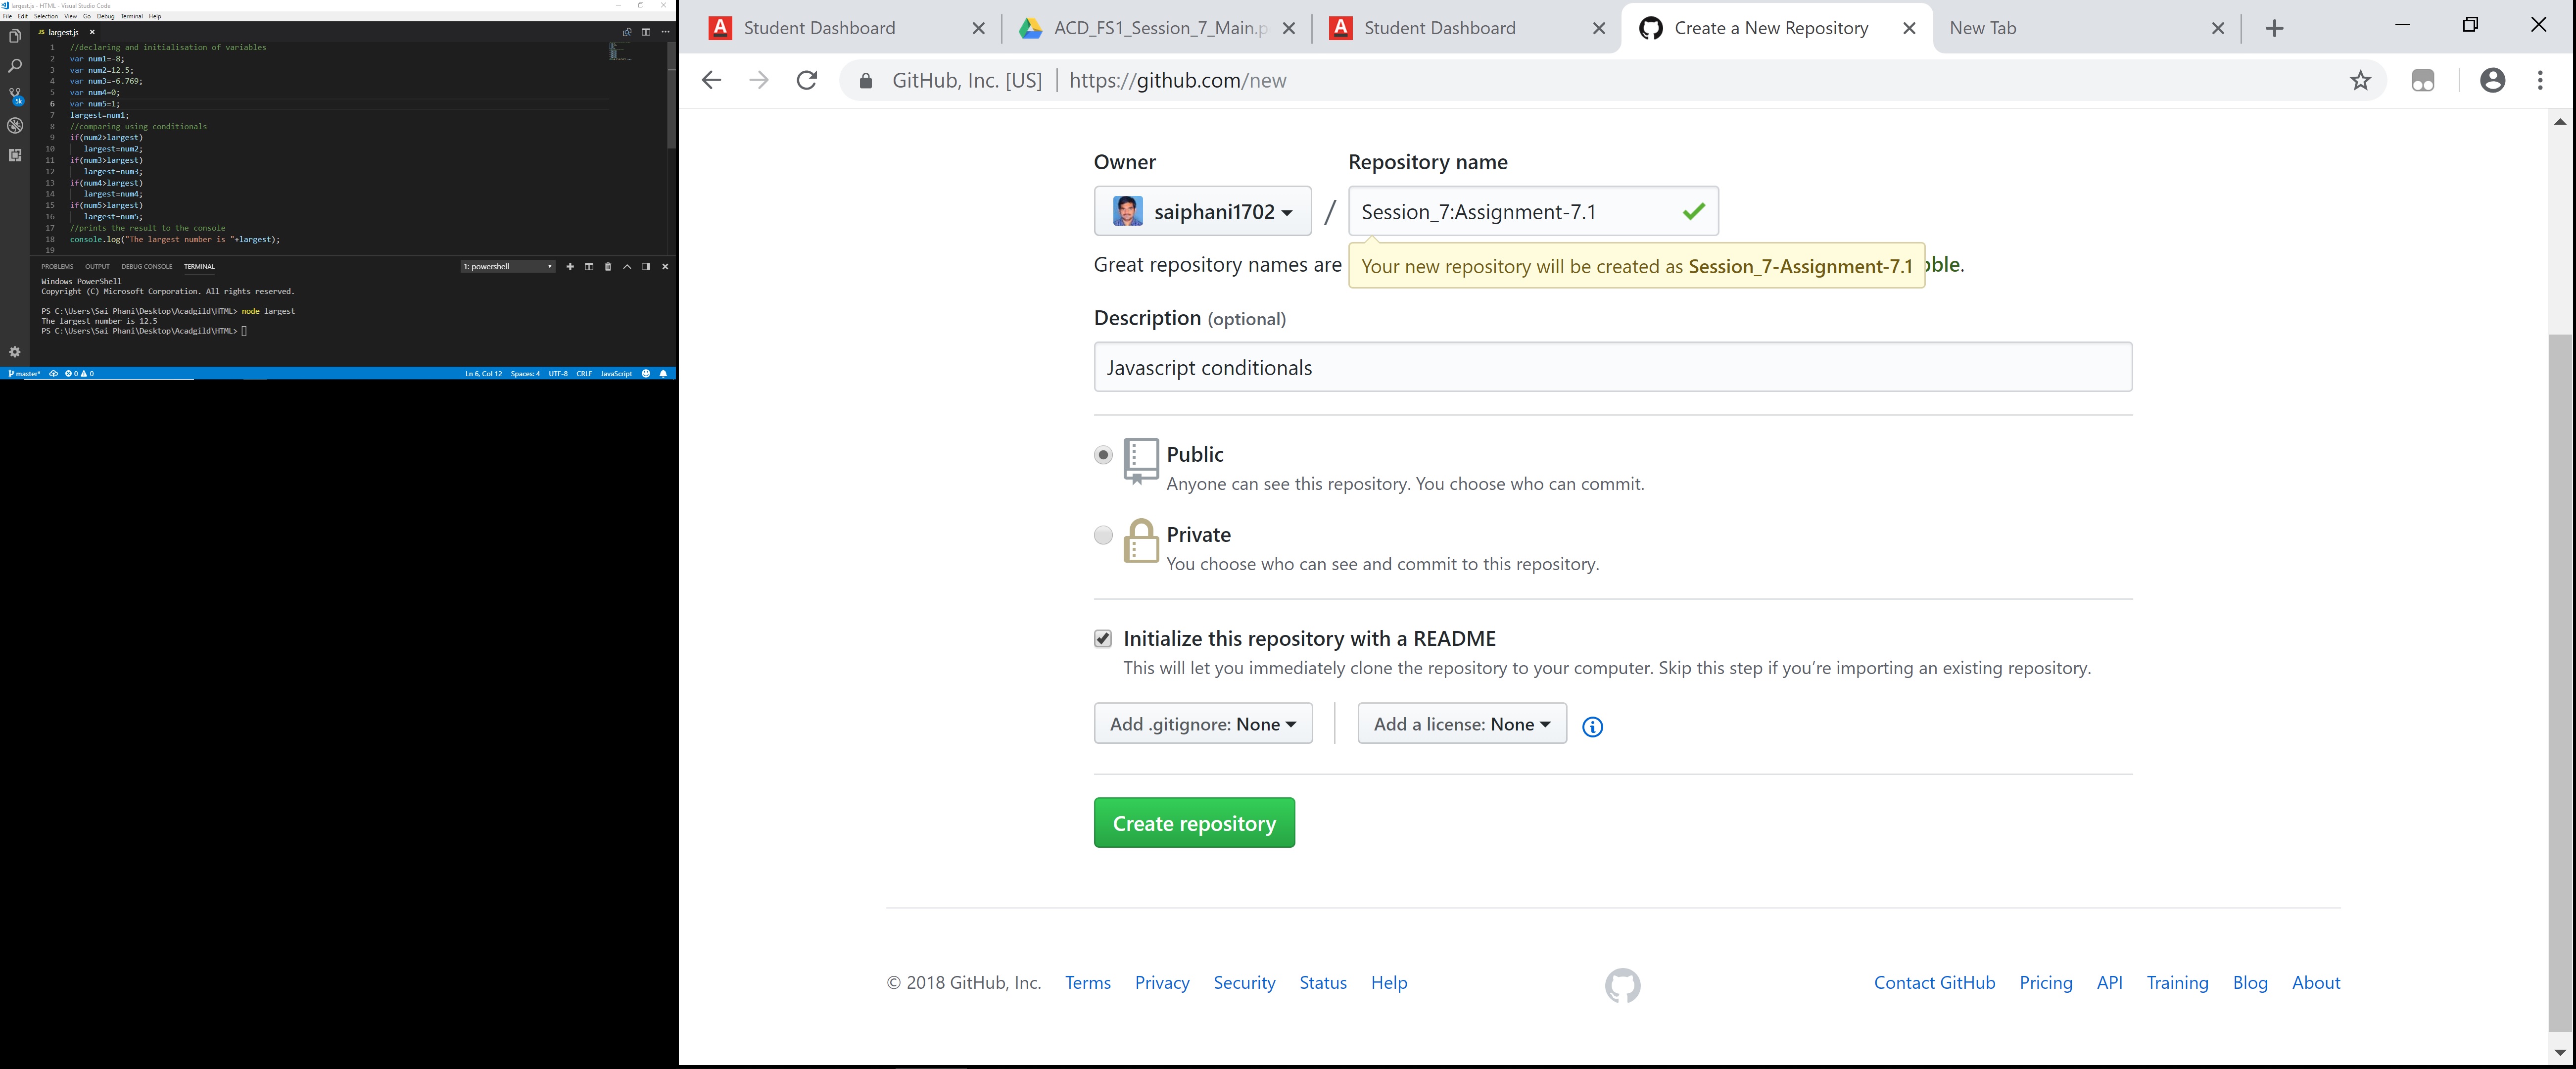 largest.js - HTML - Visual Studio Code
File Edit Selection View Go Debug Terminal Help
JS largest.js
1 //declaring and initialisation of variables
2 var num1=-8;
3 var num2=12.5;
4 var num3=-6.769;
5 var num4=0;
6 var num5=1;
7 largest=num1;
8 //comparing using conditionals
9 if(num2>largest)
10 largest=num2;
11 if(num3>largest)
12 largest=num3;
13 if(num4>largest)
14 largest=num4;
15 if(num5>largest)
16 largest=num5;
17 //prints the result to the console
18 console.log("The largest number is "+largest);
19
5k
PROBLEMS OUTPUT DEBUG CONSOLE TERMINAL 1: powershell
Windows PowerShell
Copyright (C) Microsoft Corporation. All rights reserved.
PS C:\Users\Sai Phani\Desktop\Acadgild\HTML> node largest
The largest number is 12.5
PS C:\Users\Sai Phani\Desktop\Acadgild\HTML>
master* 0 0 Ln 6, Col 12 Spaces: 4 UTF-8 CRLF JavaScript
Student Dashboard ACD_FS1_Session_7_Main.p Student Dashboard Create a New Repository New Tab
GitHub, Inc. [US] https://github.com/new
Owner Repository name
saiphani1702 / Session_7:Assignment-7.1
Great repository names are Your new repository will be created as Session_7-Assignment-7.1 bble.
Description (optional)
Javascript conditionals
Public
Anyone can see this repository. You choose who can commit.
Private
You choose who can see and commit to this repository.
Initialize this repository with a README
This will let you immediately clone the repository to your computer. Skip this step if you’re importing an existing repository.
Add .gitignore: None Add a license: None
Create repository
© 2018 GitHub, Inc. Terms Privacy Security Status Help Contact GitHub Pricing API Training Blog About